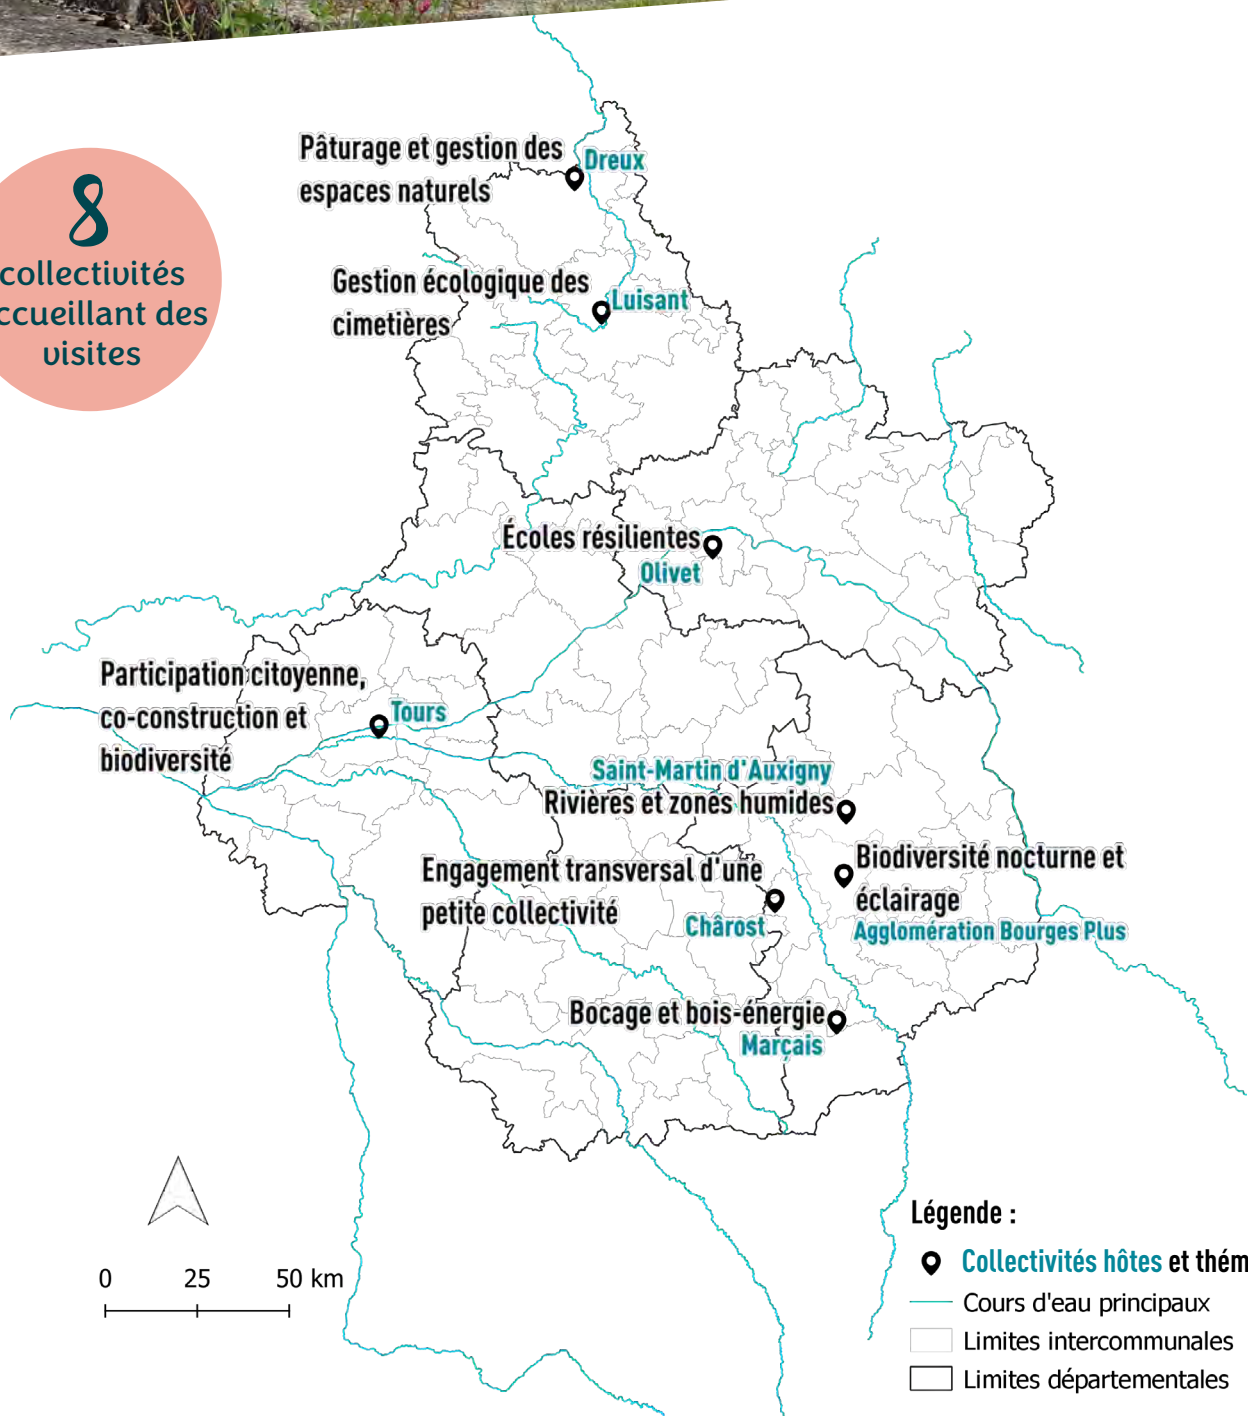 8
collectivités
ccueillant des
visites
Pâturage et gestion des
espaces naturels
Dreux
Gestion écologique des
cimetières
Luisant
Écoles résilientes
Olivet
Participation citoyenne,
co-construction et
biodiversité
Tours
Saint-Martin d'Auxigny
Rivières et zones humides
Biodiversité nocturne et
éclairage
Agglomération Bourges Plus
Engagement transversal d'une
petite collectivité
Chârost
Bocage et bois-énergie
Marçais
0 25 50 km
Légende :
Collectivités hôtes et thém
Cours d'eau principaux
Limites intercommunales
Limites départementales